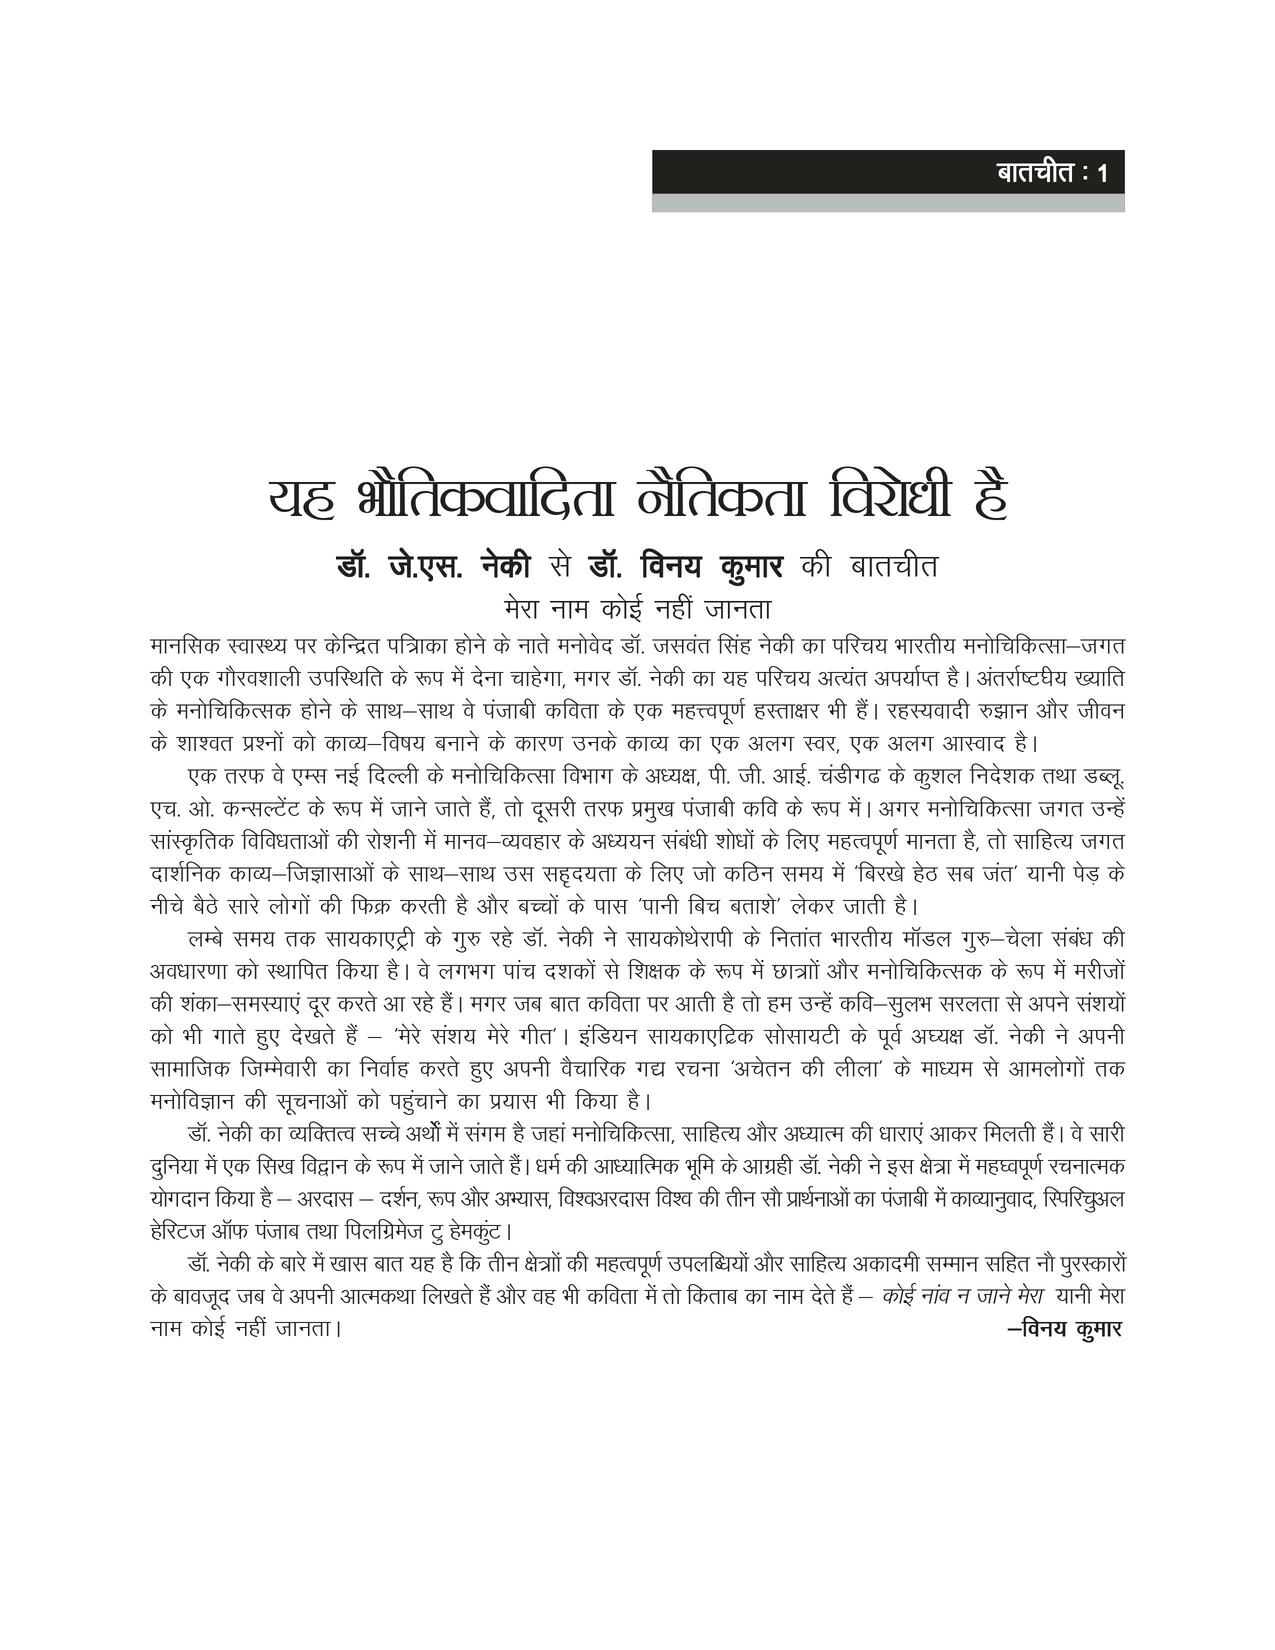 बातचीत : 1
यह भौतिकवादिता नैतिकता विरोधी है
डॉ. जे.एस. नेकी से डॉ. विनय कुमार की बातचीत
मेरा नाम कोई नहीं जानता
मानसिक स्वास्थ्य पर केन्द्रित पत्रिाका होने के नाते मनोवेद डॉ. जसवंत सिंह नेकी का परिचय भारतीय मनोचिकित्सा–जगत
की एक गौरवशाली उपस्थिति के रूप में देना चाहेगा, मगर डॉ. नेकी का यह परिचय अत्यंत अपर्याप्त है। अंतर्राष्टघीय ख्याति
के मनोचिकित्सक होने के साथ–साथ वे पंजाबी कविता के एक महत्त्वपूर्ण हस्ताक्षर भी हैं। रहस्यवादी रुझान और जीवन
के शाश्वत प्रश्नों को काव्य–विषय बनाने के कारण उनके काव्य का एक अलग स्वर, एक अलग आस्वाद है।
एक तरफ वे एम्स नई दिल्ली के मनोचिकित्सा विभाग के अध्यक्ष, पी. जी. आई. चंडीगढ के कुशल निदेशक तथा डब्लू.
एच. ओ. कन्सल्टेंट के रूप में जाने जाते हैं, तो दूसरी तरफ प्रमुख पंजाबी कवि के रूप में। अगर मनोचिकित्सा जगत उन्हें
सांस्कृतिक विविधताओं की रोशनी में मानव–व्यवहार के अध्ययन संबंधी शोधों के लिए महत्वपूर्ण मानता है, तो साहित्य जगत
दार्शनिक काव्य–जिज्ञासाओं के साथ–साथ उस सहृदयता के लिए जो कठिन समय में ‘बिरखे हेठ सब जंत’ यानी पेड़ के
नीचे बैठे सारे लोगों की फिक्र करती है और बच्चों के पास ‘पानी बिच बताशे’ लेकर जाती है।
लम्बे समय तक सायकाएट्री के गुरु रहे डॉ. नेकी ने सायकोथेरापी के नितांत भारतीय मॉडल गुरु–चेला संबंध की
अवधारणा को स्थापित किया है। वे लगभग पांच दशकों से शिक्षक के रूप में छात्राों और मनोचिकित्सक के रूप में मरीजों
की शंका–समस्याएं दूर करते आ रहे हैं। मगर जब बात कविता पर आती है तो हम उन्हें कवि–सुलभ सरलता से अपने संशयों
को भी गाते हुए देखते हैं – ‘मेरे संशय मेरे गीत’। इंडियन सायकाएट्रिक सोसायटी के पूर्व अघ्यक्ष डॉ. नेकी ने अपनी
सामाजिक जिम्मेवारी का निर्वाह करते हुए अपनी वैचारिक गद्य रचना ‘अचेतन की लीला’ के माध्यम से आमलोगों तक
मनोविज्ञान की सूचनाओं को पहुंचाने का प्रयास भी किया है।
डॉ. नेकी का व्यक्तित्व सच्चे अर्थों में संगम है जहां मनोचिकित्सा, साहित्य और अध्यात्म की धाराएं आकर मिलती हैं। वे सारी
दुनिया में एक सिख विद्वान के रूप में जाने जाते हैं। धर्म की आध्यात्मिक भूमि के आग्रही डॉ. नेकी ने इस क्षेत्रा में महघ्वपूर्ण रचनात्मक
योगदान किया है – अरदास – दर्शन, रूप और अभ्यास, विश्वअरदास विश्व की तीन सौ प्रार्थनाओं का पंजाबी में काव्यानुवाद, स्पिरिचुअल
हेरिटज ऑफ पंजाब तथा पिलग्रिमेज टु हेमकुंट।
डॉ. नेकी के बारे में खास बात यह है कि तीन क्षेत्राों की महत्वपूर्ण उपलब्धियों और साहित्य अकादमी सम्मान सहित नौ पुरस्कारों
के बावजूद जब वे अपनी आत्मकथा लिखते हैं और वह भी कविता में तो किताब का नाम देते हैं – कोई नांव न जाने मेरा यानी मेरा
नाम कोई नहीं जानता। –विनय कुमार